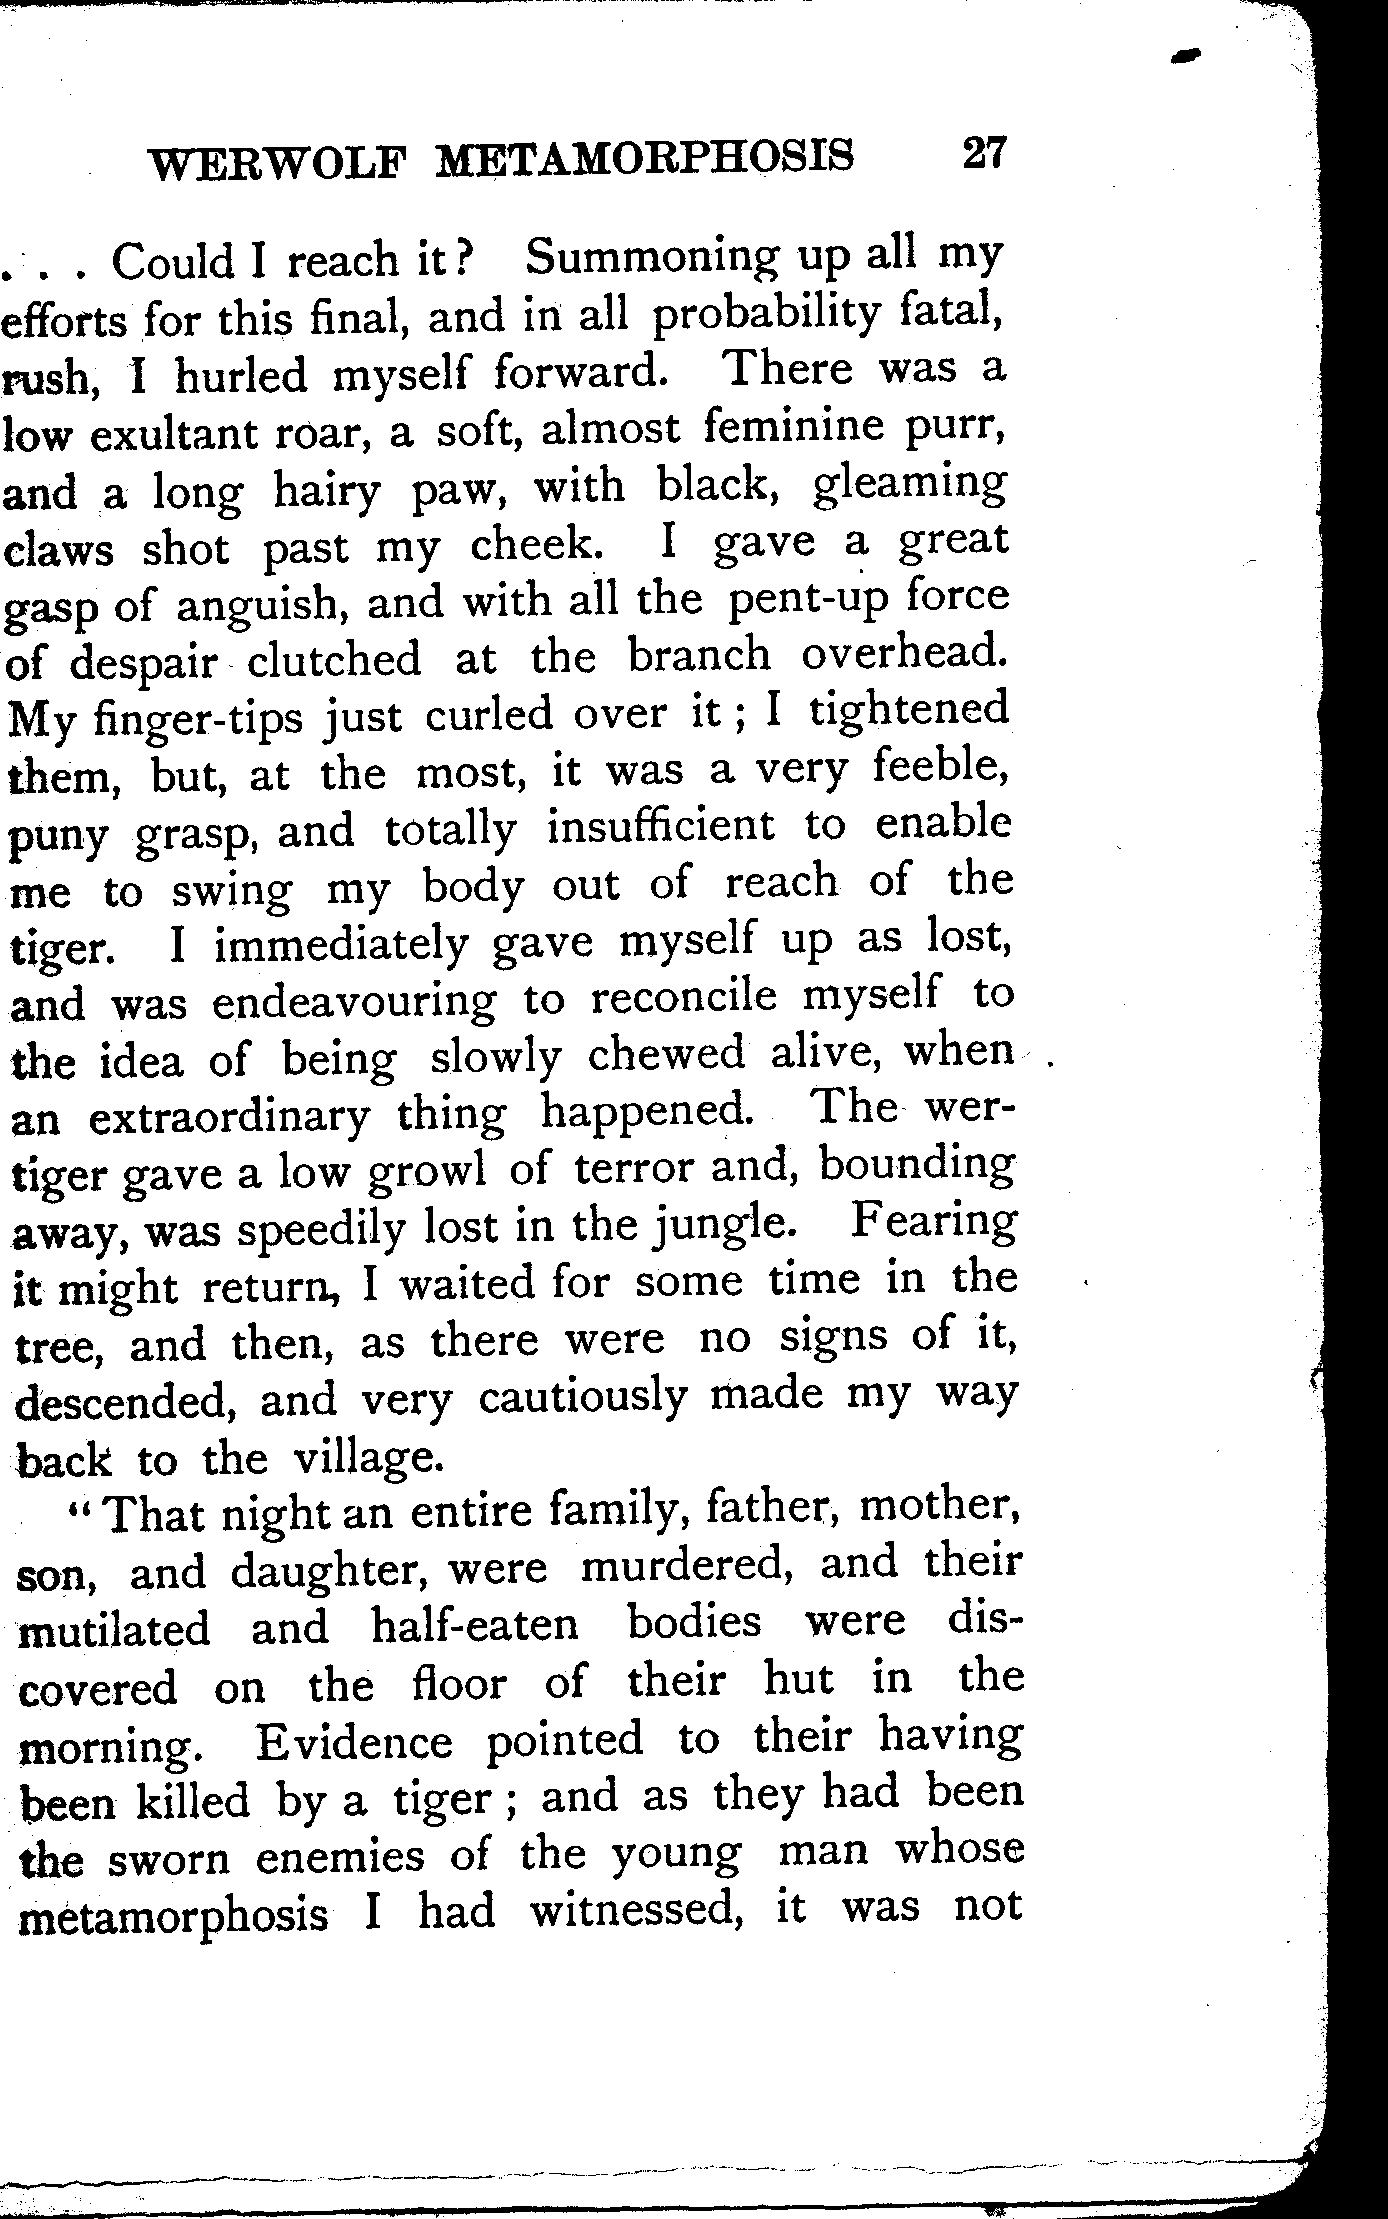 WERWOLF METAMORPHOSIS 27
. . . Could I reach it? Summoning up all my
efforts for this final, and in all probability fatal,
rush, I hurled myself forward. There was a
low exultant roar, a soft, almost feminine purr,
and a long hairy paw, with black, gleaming
claws shot past my cheek. I gave a great
gasp of anguish, and with all the pent-up force
of despair clutched at the branch overhead.
My finger-tips just curled over it; I tightened
them, but, at the most, it was a very feeble,
puny grasp, and totally insufficient to enable
me to swing my body out of reach of the
tiger. I immediately gave myself up as lost,
and was endeavouring to reconcile myself to
the idea of being slowly chewed alive, when
an extraordinary thing happened. The wer-
tiger gave a low growl of terror and, bounding
away, was speedily lost in the jungle. Fearing
it might return, I waited for some time in the
tree, and then, as there were no signs of it,
descended, and very cautiously made my way
back to the village.
"That night an entire family, father, mother,
son, and daughter, were murdered, and their
mutilated and half-eaten bodies were dis-
covered on the floor of their hut in the
morning. Evidence pointed to their having
been killed by a tiger; and as they had been
the sworn enemies of the young man whose
metamorphosis I had witnessed, it was not